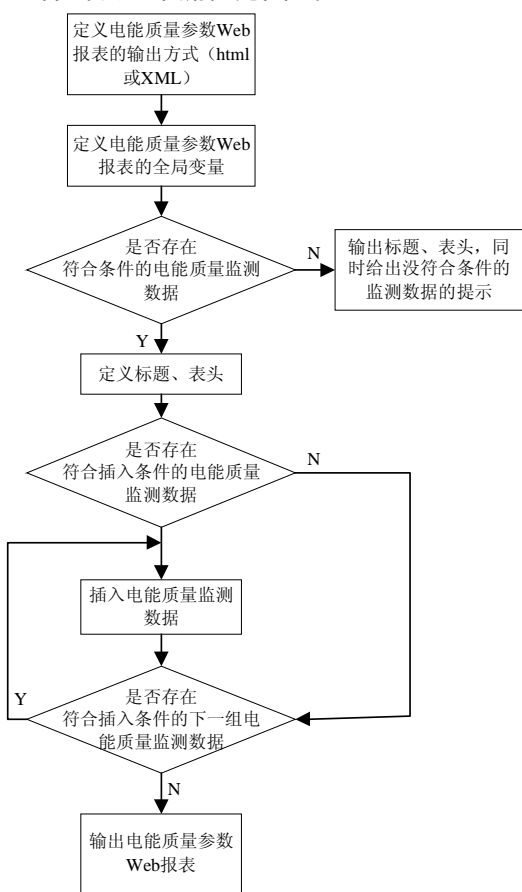 定义电能质量参数Web
报表的输出方式（html
或XML）
定义电能质量参数Web
报表的全局变量
是否存在
符合条件的电能质量监测
数据
N
输出标题、表头，同
时给出没符合条件的
监测数据的提示
Y
定义标题、表头
是否存在
符合插入条件的电能质量
监测数据
N
插入电能质量监测
数据
是否存在
符合插入条件的下一组电
能质量监测数据
Y
N
输出电能质量参数
Web报表